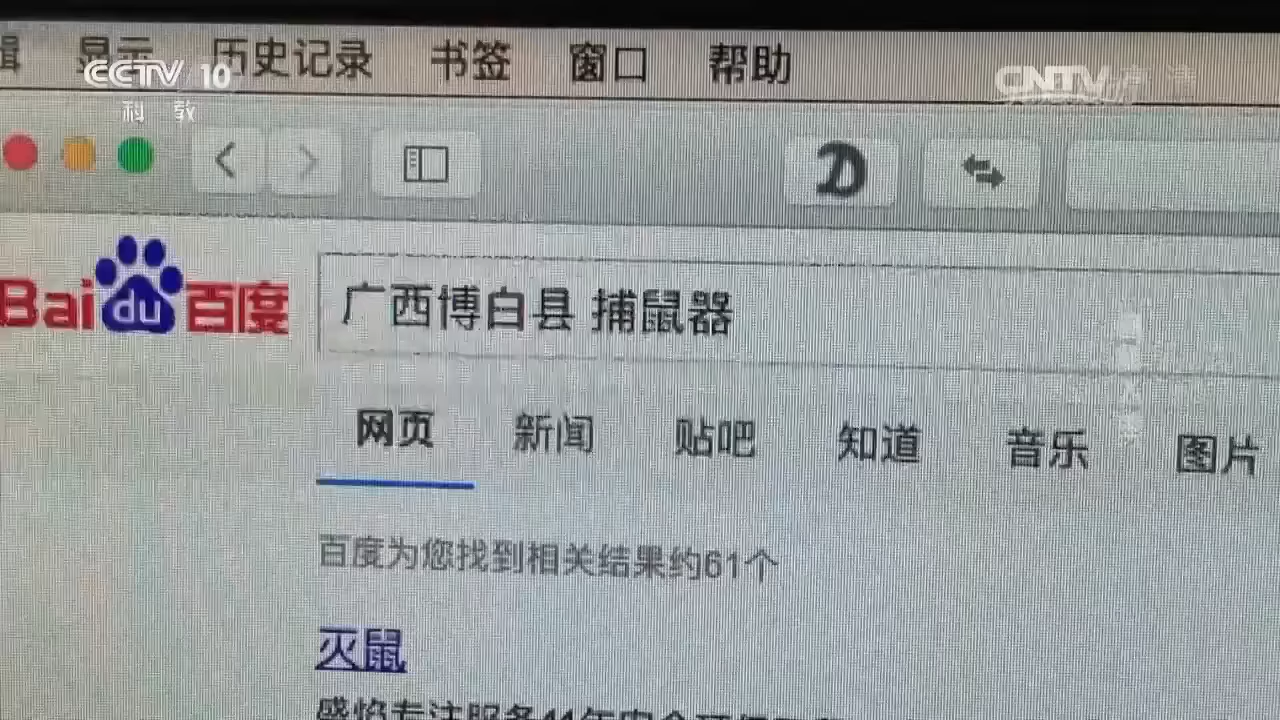 显示 历史记录 书签 窗口 帮助
CCTV 10
科教
CNTV 高清
D
Bai du 百度
广西博白县 捕鼠器
网页 新闻 贴吧 知道 音乐 图片
百度为您找到相关结果约61个
灭鼠